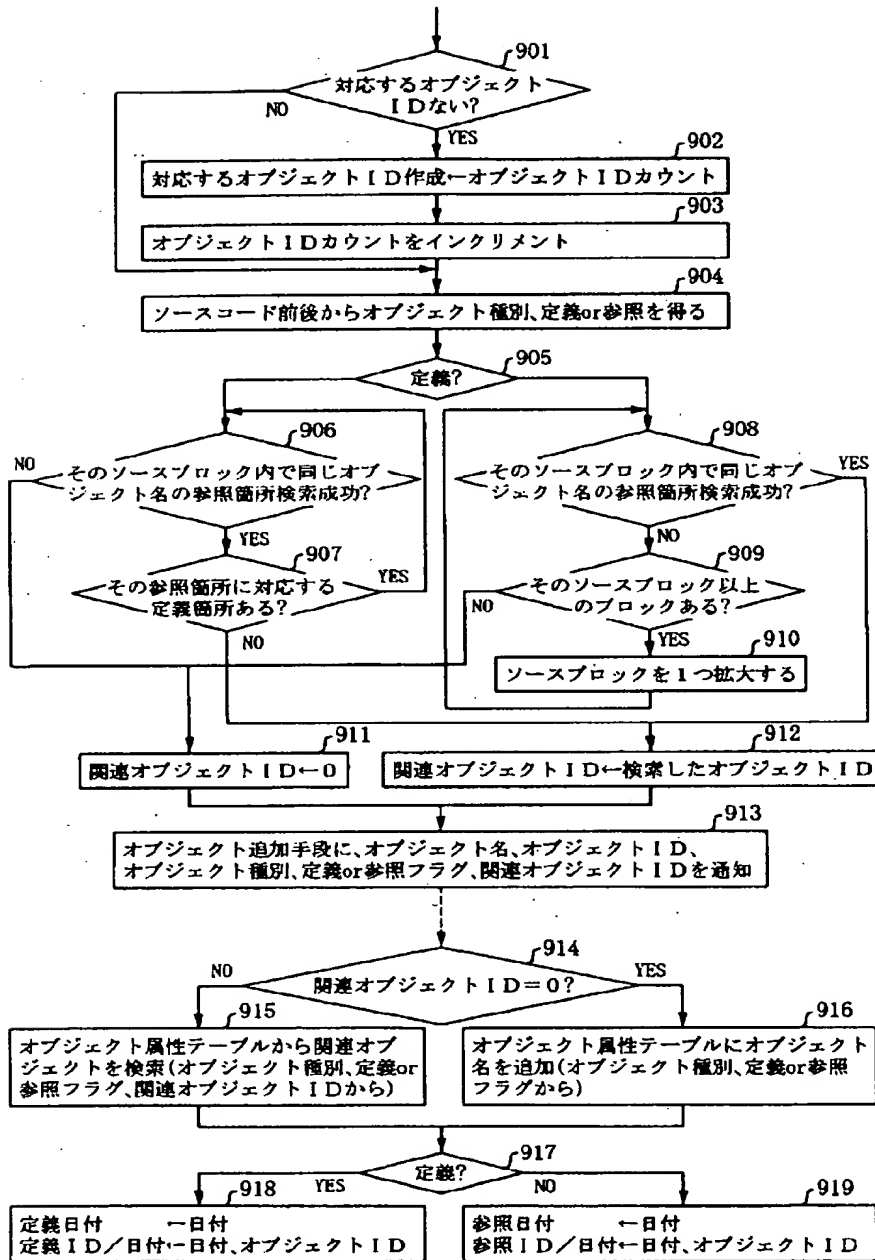 901
対応するオブジェクト
IDない?
NO
YES
902
対応するオブジェクトID作成←オブジェクトIDカウント
903
オブジェクトIDカウントをインクリメント
904
ソースコード前後からオブジェクト種別、定義or参照を得る
905
定義?
906
そのソースブロック内で同じオブ
ジェクト名の参照箇所検索成功?
NO
YES
908
そのソースブロック内で同じオブ
ジェクト名の参照箇所検索成功?
YES
NO
907
その参照箇所に対応する
定義箇所ある?
YES
NO
909
そのソースブロック以上
のブロックある?
NO
YES
910
ソースブロックを1つ拡大する
911
関連オブジェクトID←0
912
関連オブジェクトID←検索したオブジェクトID
913
オブジェクト追加手段に、オブジェクト名、オブジェクトID、
オブジェクト種別、定義or参照フラグ、関連オブジェクトIDを通知
914
関連オブジェクトID=0?
NO
YES
915
オブジェクト属性テーブルから関連オブ
ジェクトを検索(オブジェクト種別、定義or
参照フラグ、関連オブジェクトIDから)
916
オブジェクト属性テーブルにオブジェクト
名を追加(オブジェクト種別、定義or参照
フラグから)
917
定義?
YES
NO
918
定義日付 ←日付
定義ID/日付←日付、オブジェクトID
919
参照日付 ←日付
参照ID/日付←日付、オブジェクトID